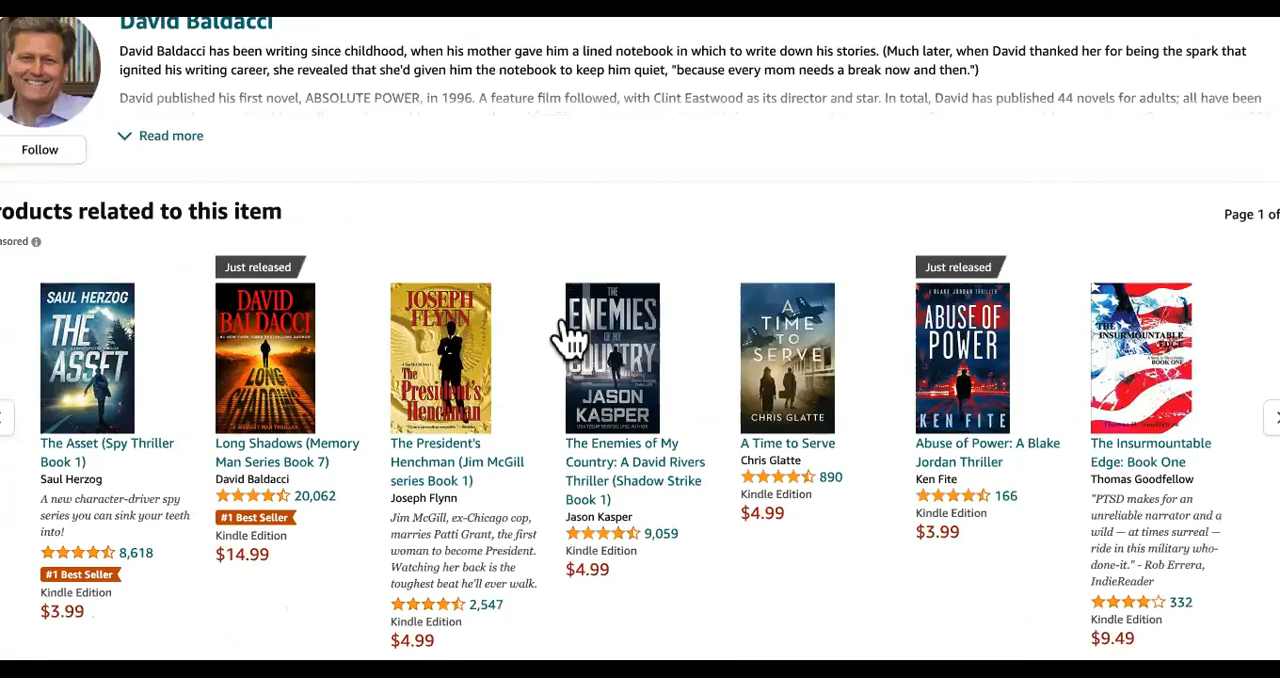 David Baldacci
David Baldacci has been writing since childhood, when his mother gave him a lined notebook in which to write down his stories. (Much later, when David thanked her for being the spark that
ignited his writing career, she revealed that she'd given him the notebook to keep him quiet, "because every mom needs a break now and then.")
David published his first novel, ABSOLUTE POWER, in 1996. A feature film followed, with Clint Eastwood as its director and star. In total, David has published 44 novels for adults; all have been
Read more
Follow
roducts related to this item
Page 1 of
nsored
Just released
Just released
SAUL HERZOG
THE
ASSET
DAVID
BALDACCI
LONG
SHADOWS
JOSEPH
FLYNN
The
President's
Henchman
THE
ENEMIES
OF MY
COUNTRY
JASON
KASPER
A
TIME
TO
SERVE
CHRIS GLATTE
A BLAKE JORDAN THRILLER
ABUSE OF
POWER
KEN FITE
THE
INSURMOUNTABLE
EDGE
BOOK ONE
Thomas Goodfellow
The Asset (Spy Thriller
Book 1)
Saul Herzog
A new character-driver spy
series you can sink your teeth
into!
8,618
#1 Best Seller
Kindle Edition
$3.99
Long Shadows (Memory
Man Series Book 7)
David Baldacci
20,062
#1 Best Seller
Kindle Edition
$14.99
The President's
Henchman (Jim McGill
series Book 1)
Joseph Flynn
Jim McGill, ex-Chicago cop,
marries Patti Grant, the first
woman to become President.
Watching her back is the
toughest beat he'll ever walk.
2,547
Kindle Edition
$4.99
The Enemies of My
Country: A David Rivers
Thriller (Shadow Strike
Book 1)
Jason Kasper
9,059
Kindle Edition
$4.99
A Time to Serve
Chris Glatte
890
Kindle Edition
$4.99
Abuse of Power: A Blake
Jordan Thriller
Ken Fite
166
Kindle Edition
$3.99
The Insurmountable
Edge: Book One
Thomas Goodfellow
"PTSD makes for an
unreliable narrator and a
wild — at times surreal —
ride in this military who-
done-it." - Rob Errera,
IndieReader
332
Kindle Edition
$9.49